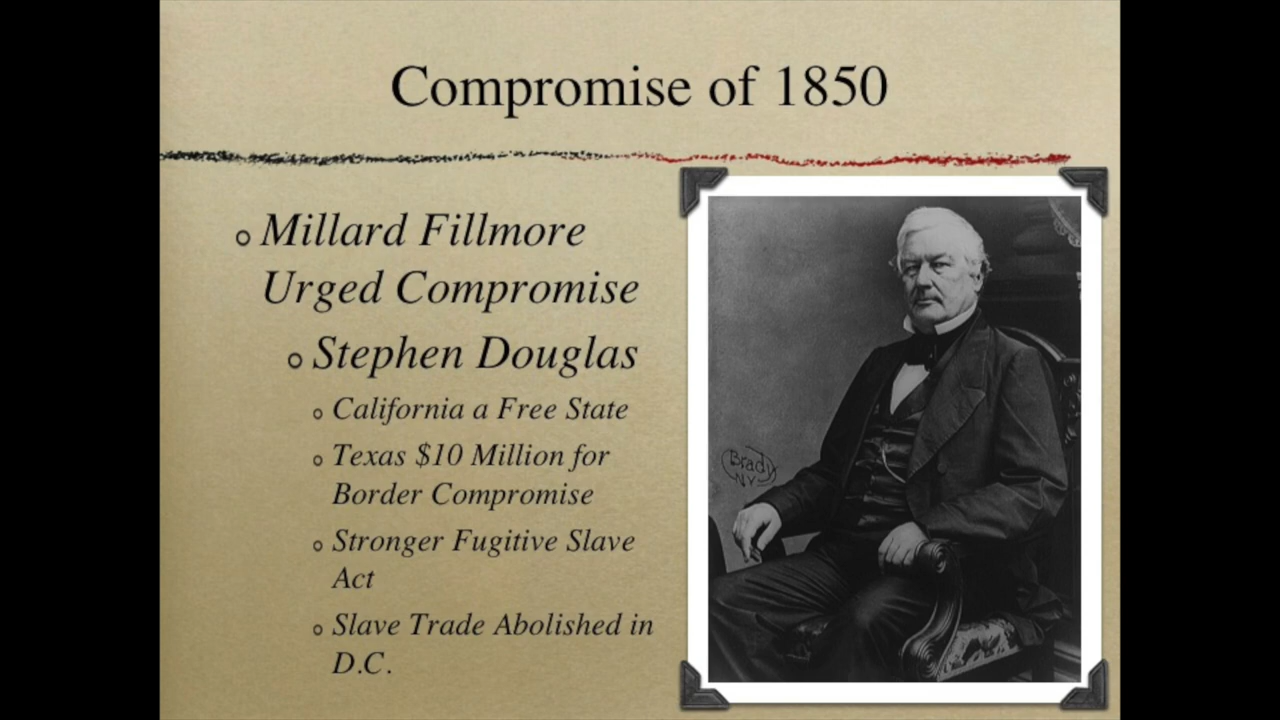 Compromise of 1850
Millard Fillmore
Urged Compromise
Stephen Douglas
California a Free State
Texas $10 Million for
Border Compromise
Stronger Fugitive Slave
Act
Slave Trade Abolished in
D.C.
Brady
NY